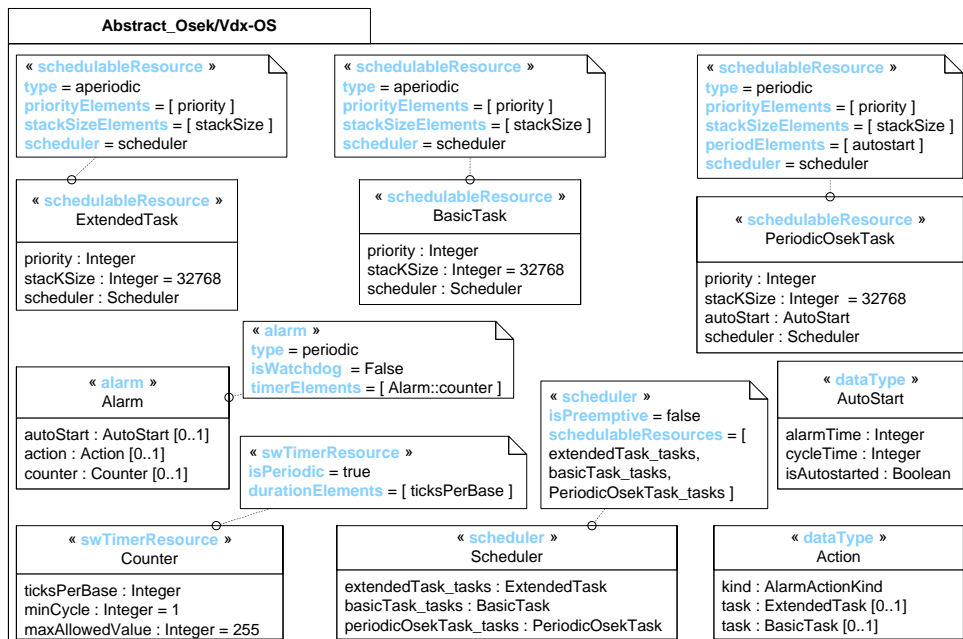 Abstract_Osek/Vdx-OS
« schedulableResource »
type = aperiodic
priorityElements = [ priority ]
stackSizeElements = [ stackSize ]
scheduler = scheduler
« schedulableResource »
type = aperiodic
priorityElements = [ priority ]
stackSizeElements = [ stackSize ]
scheduler = scheduler
« schedulableResource »
type = periodic
priorityElements = [ priority ]
stackSizeElements = [ stackSize ]
periodElements = [ autostart ]
scheduler = scheduler
« schedulableResource »
ExtendedTask
priority : Integer
stacKSize : Integer = 32768
scheduler : Scheduler
« schedulableResource »
BasicTask
priority : Integer
stacKSize : Integer = 32768
scheduler : Scheduler
« schedulableResource »
PeriodicOsekTask
priority : Integer
stacKSize : Integer = 32768
autoStart : AutoStart
scheduler : Scheduler
« alarm »
type = periodic
isWatchdog = False
timerElements = [ Alarm::counter ]
« alarm »
Alarm
autoStart : AutoStart [0..1]
action : Action [0..1]
counter : Counter [0..1]
« scheduler »
isPreemptive = false
schedulableResources = [
extendedTask_tasks,
basicTask_tasks,
PeriodicOsekTask_tasks ]
« dataType »
AutoStart
alarmTime : Integer
cycleTime : Integer
isAutostarted : Boolean
« swTimerResource »
isPeriodic = true
durationElements = [ ticksPerBase ]
« swTimerResource »
Counter
ticksPerBase : Integer
minCycle : Integer = 1
maxAllowedValue : Integer = 255
« scheduler »
Scheduler
extendedTask_tasks : ExtendedTask
basicTask_tasks : BasicTask
periodicOsekTask_tasks : PeriodicOsekTask
« dataType »
Action
kind : AlarmActionKind
task : ExtendedTask [0..1]
task : BasicTask [0..1]